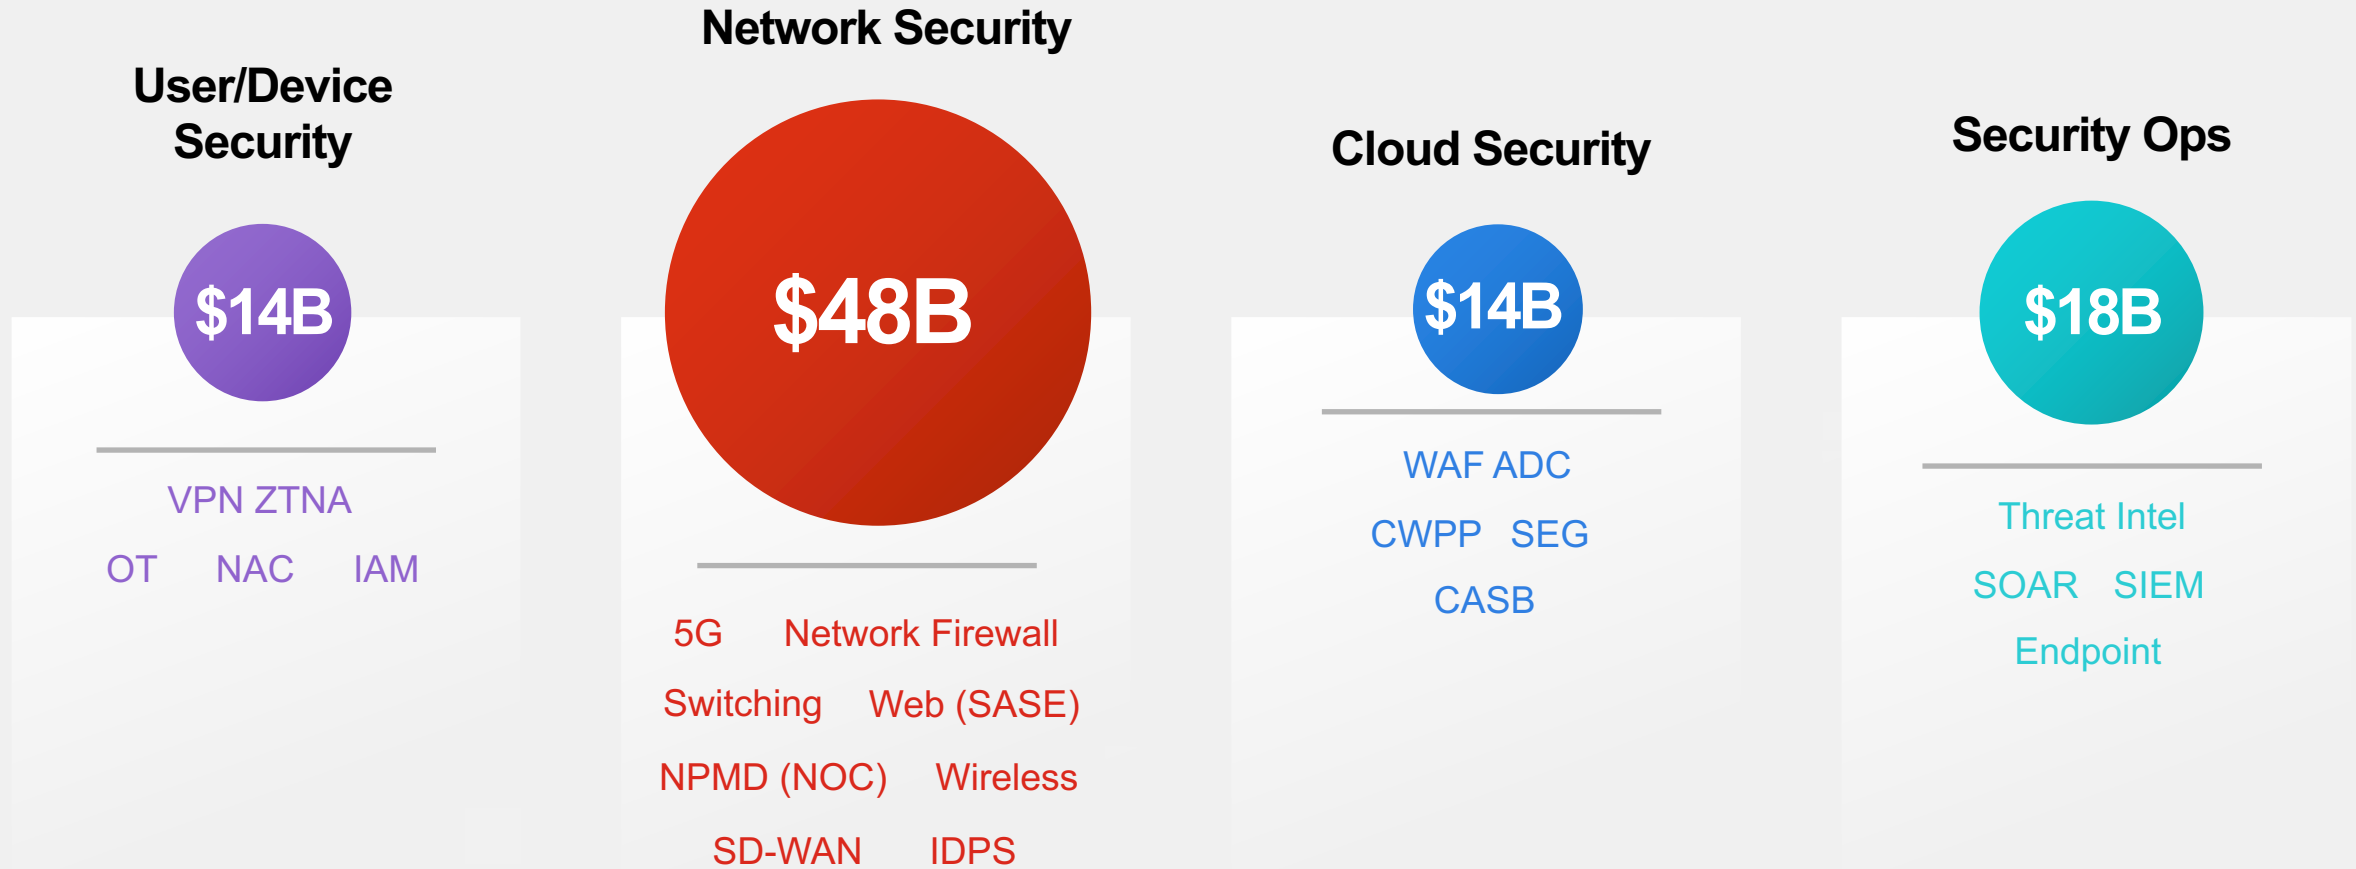 User/Device
Security
$14B
VPN ZTNA
OT NAC IAM
Network Security
$48B
5G Network Firewall
Switching Web (SASE)
NPMD (NOC) Wireless
SD-WAN IDPS
Cloud Security
$14B
WAF ADC
CWPP SEG
CASB
Security Ops
$18B
Threat Intel
SOAR SIEM
Endpoint